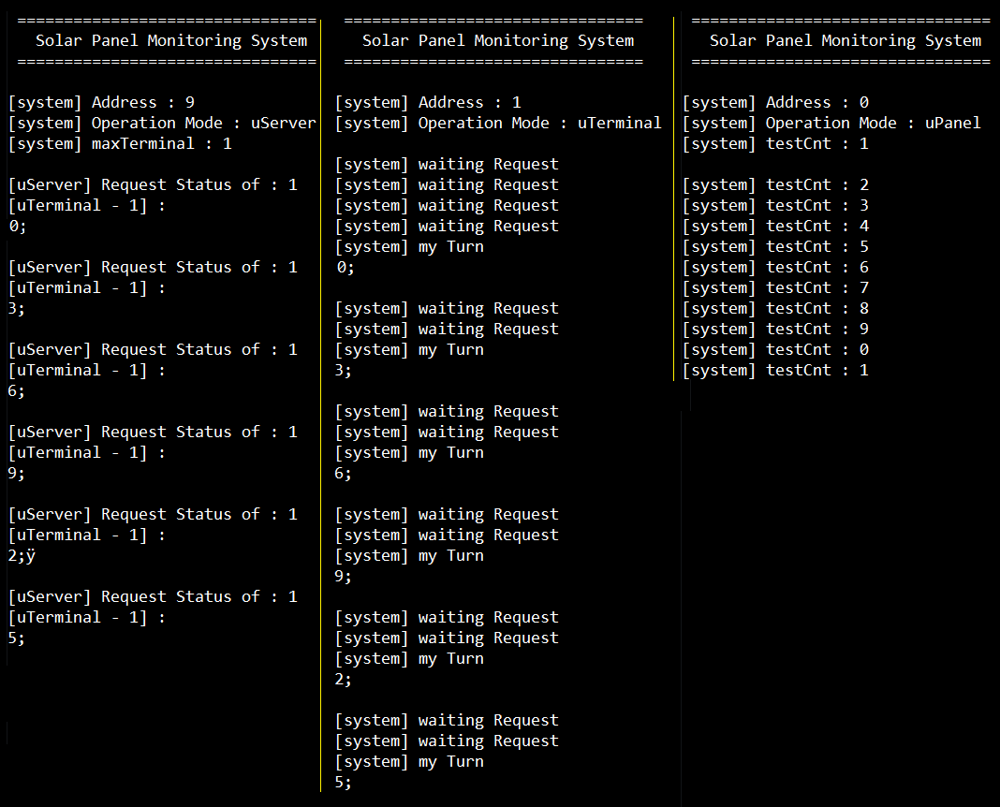 ================================
Solar Panel Monitoring System
================================
[system] Address : 9
[system] Operation Mode : uServer
[system] maxTerminal : 1
[uServer] Request Status of : 1
[uTerminal - 1] :
0;
[uServer] Request Status of : 1
[uTerminal - 1] :
3;
[uServer] Request Status of : 1
[uTerminal - 1] :
6;
[uServer] Request Status of : 1
[uTerminal - 1] :
9;
[uServer] Request Status of : 1
[uTerminal - 1] :
2;ÿ
[uServer] Request Status of : 1
[uTerminal - 1] :
5;
================================
Solar Panel Monitoring System
================================
[system] Address : 1
[system] Operation Mode : uTerminal
[system] waiting Request
[system] waiting Request
[system] waiting Request
[system] waiting Request
[system] my Turn
0;
[system] waiting Request
[system] waiting Request
[system] my Turn
3;
[system] waiting Request
[system] waiting Request
[system] my Turn
6;
[system] waiting Request
[system] waiting Request
[system] my Turn
9;
[system] waiting Request
[system] waiting Request
[system] my Turn
2;
[system] waiting Request
[system] waiting Request
[system] my Turn
5;
================================
Solar Panel Monitoring System
================================
[system] Address : 0
[system] Operation Mode : uPanel
[system] testCnt : 1
[system] testCnt : 2
[system] testCnt : 3
[system] testCnt : 4
[system] testCnt : 5
[system] testCnt : 6
[system] testCnt : 7
[system] testCnt : 8
[system] testCnt : 9
[system] testCnt : 0
[system] testCnt : 1